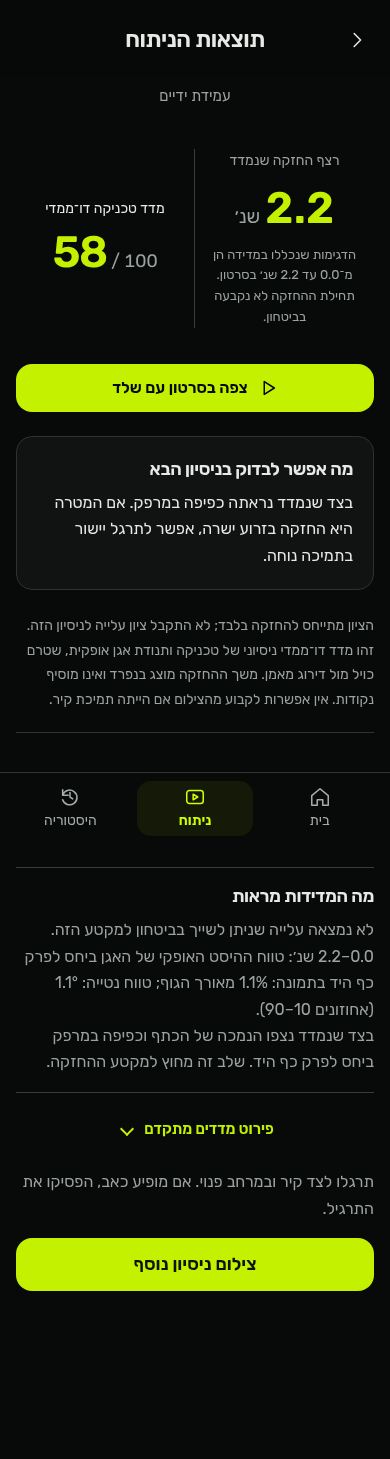 תוצאות הניתוח
עמידת ידיים
רצף החזקה שנמדד
2.2 שנ׳
הדגימות שנכללו במדידה הן
מ־0.0 עד 2.2 שנ׳ בסרטון.
תחילת ההחזקה לא נקבעה
בביטחון.
מדד טכניקה דו־ממדי
58 / 100
צפה בסרטון עם שלד
מה אפשר לבדוק בניסיון הבא
בצד שנמדד נראתה כפיפה במרפק. אם המטרה
היא החזקה בזרוע ישרה, אפשר לתרגל יישור
בתמיכה נוחה.
הציון מתייחס להחזקה בלבד; לא התקבל ציון עלייה לניסיון הזה.
זהו מדד דו־ממדי ניסיוני של טכניקה ותנודת אגן אופקית, שטרם
כויל מול דירוג מאמן. משך ההחזקה מוצג בנפרד ואינו מוסיף
נקודות. אין אפשרות לקבוע מהצילום אם הייתה תמיכת קיר.
בית
ניתוח
היסטוריה
מה המדידות מראות
לא נמצאה עלייה שניתן לשייך בביטחון למקטע הזה.
0.0–2.2 שנ׳: טווח ההיסט האופקי של האגן ביחס לפרק
כף היד בתמונה: 1.1% מאורך הגוף; טווח נטייה: 1.1°
(אחוזונים 10–90).
בצד שנמדד נצפו הנמכה של הכתף וכפיפה במרפק
ביחס לפרק כף היד. שלב זה מחוץ למקטע ההחזקה.
פירוט מדדים מתקדם
תרגלו לצד קיר ובמרחב פנוי. אם מופיע כאב, הפסיקו את
התרגיל.
צילום ניסיון נוסף